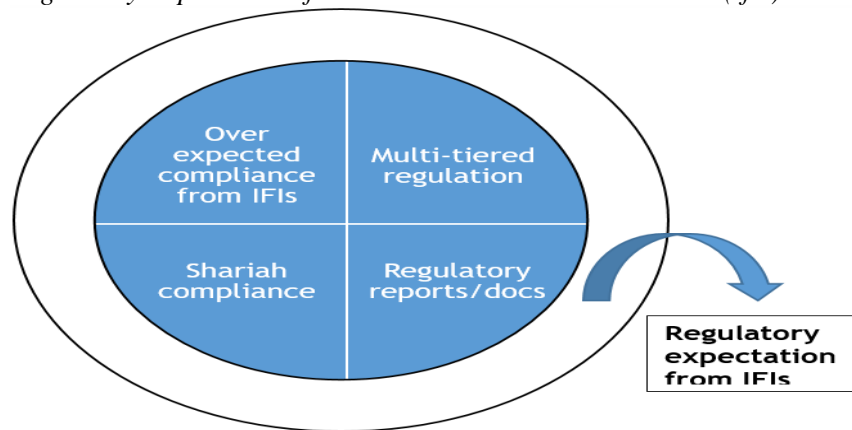 Over
expected
compliance
from IFIs
Multi-tiered
regulation
Shariah
compliance
Regulatory
reports/docs
Regulatory
expectation
from IFIs